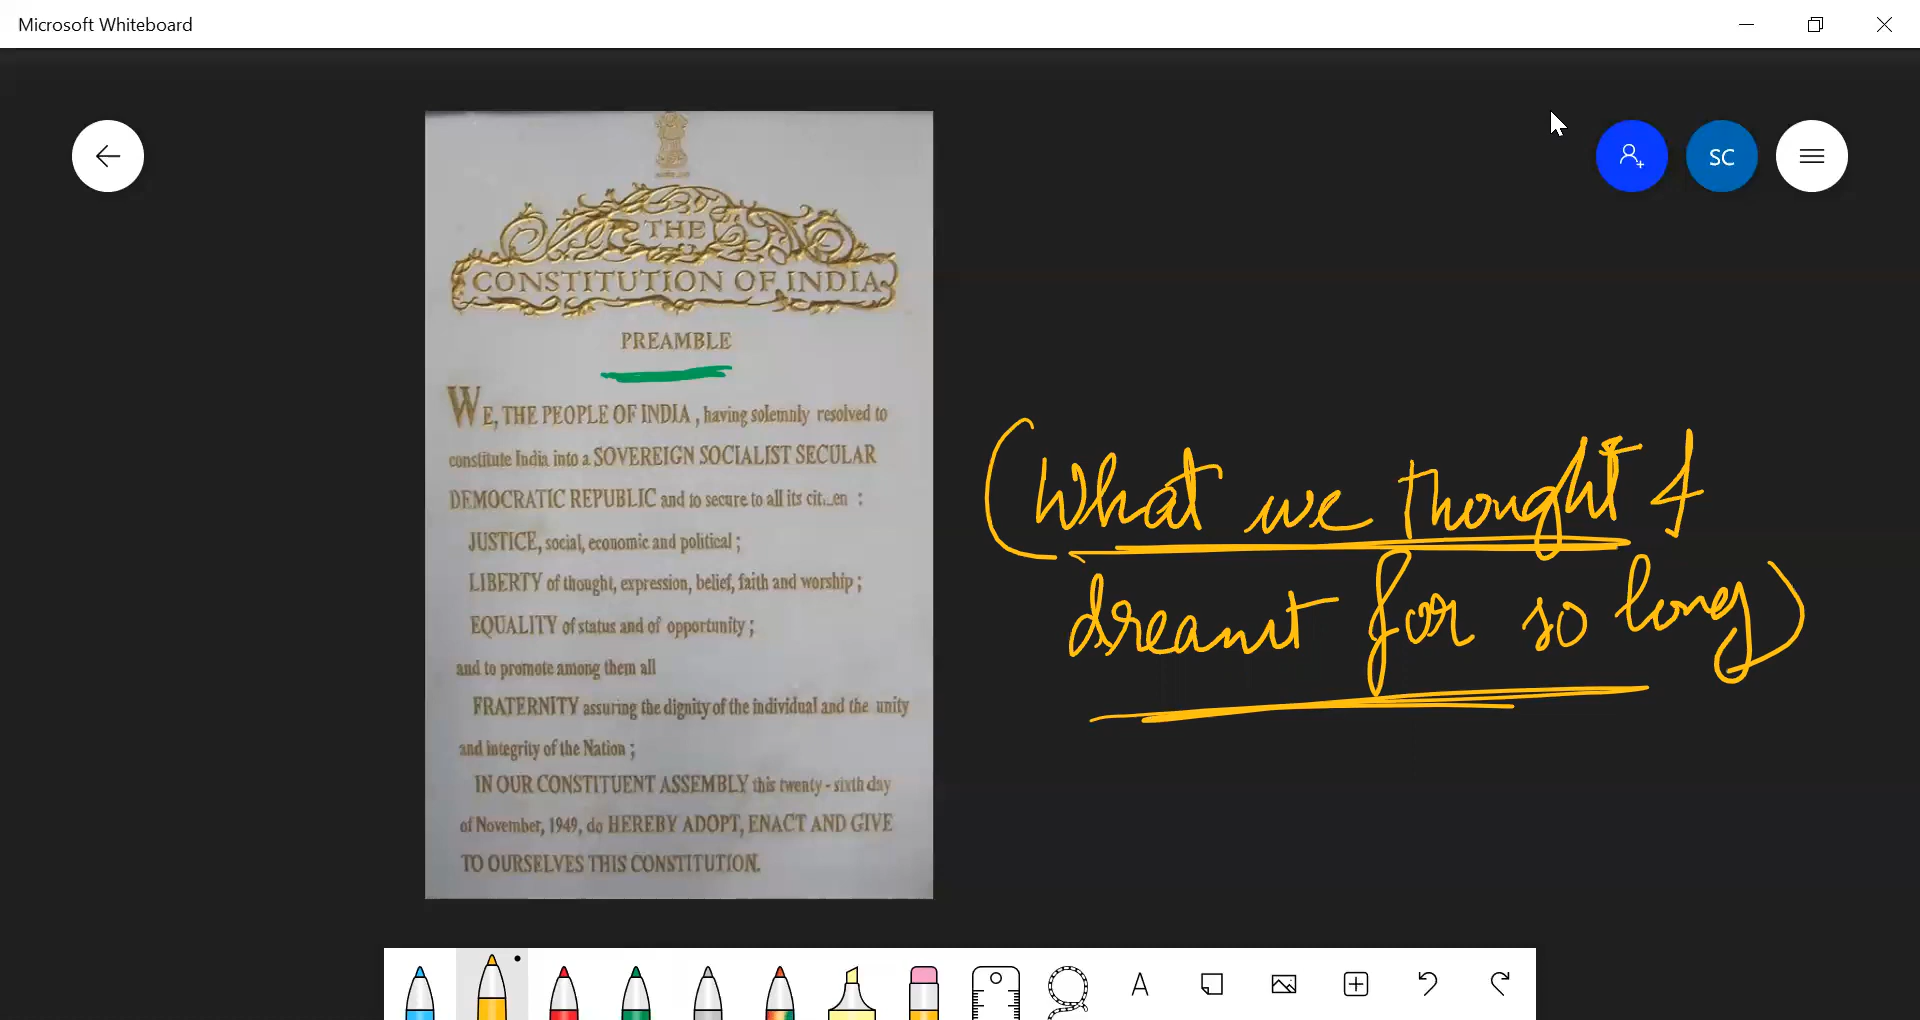 Microsoft Whiteboard
SC
THE
CONSTITUTION OF INDIA
PREAMBLE
WE, THE PEOPLE OF INDIA, having solemnly resolved to
constitute India into a SOVEREIGN SOCIALIST SECULAR
DEMOCRATIC REPUBLIC and to secure to all its cit...en :
JUSTICE, social, economic and political ;
LIBERTY of thought, expression, belief, faith and worship ;
EQUALITY of status and of opportunity ;
and to promote among them all
FRATERNITY assuring the dignity of the individual and the unity
and integrity of the Nation ;
IN OUR CONSTITUENT ASSEMBLY this twenty - sixth day
of November, 1949, do HEREBY ADOPT, ENACT AND GIVE
TO OURSELVES THIS CONSTITUTION.
(What we thought &
dreamt for so long)
A